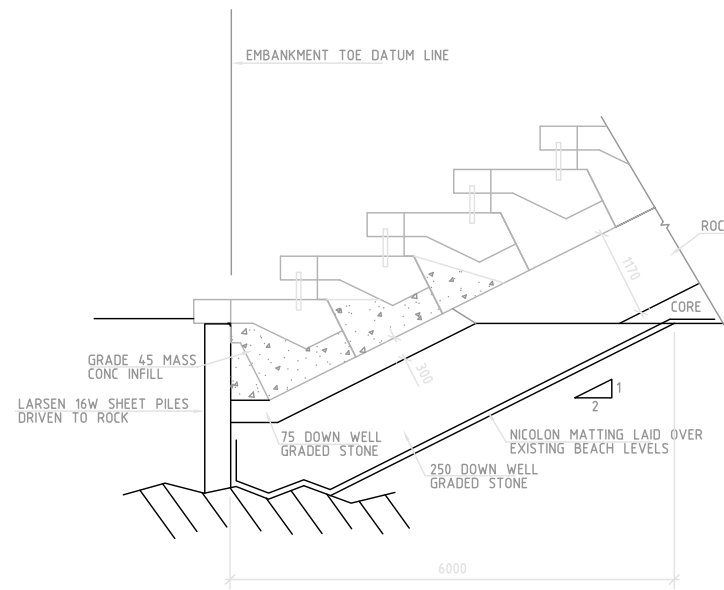 EMBANKMENT TOE DATUM LINE
ROC
1170
CORE
GRADE 45 MASS
CONC INFILL
300
1
2
LARSEN 16W SHEET PILES
DRIVEN TO ROCK
75 DOWN WELL
GRADED STONE
NICOLON MATTING LAID OVER
EXISTING BEACH LEVELS
250 DOWN WELL
GRADED STONE
6000